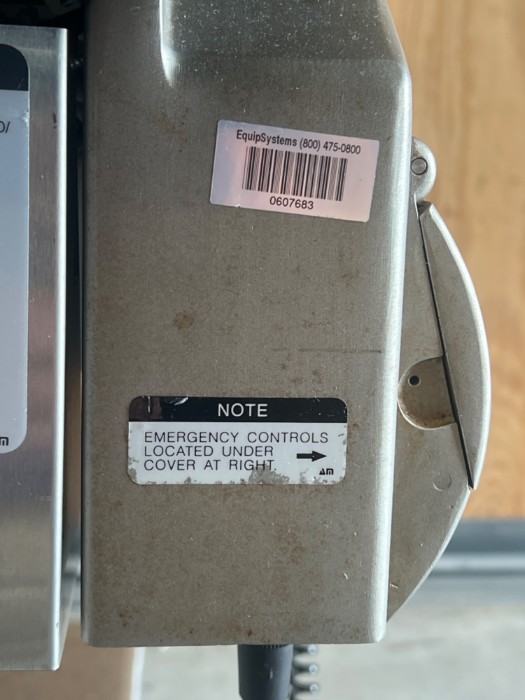 O/
EquipSystems (800) 475-0800
0607683
NOTE
EMERGENCY CONTROLS
LOCATED UNDER
COVER AT RIGHT.